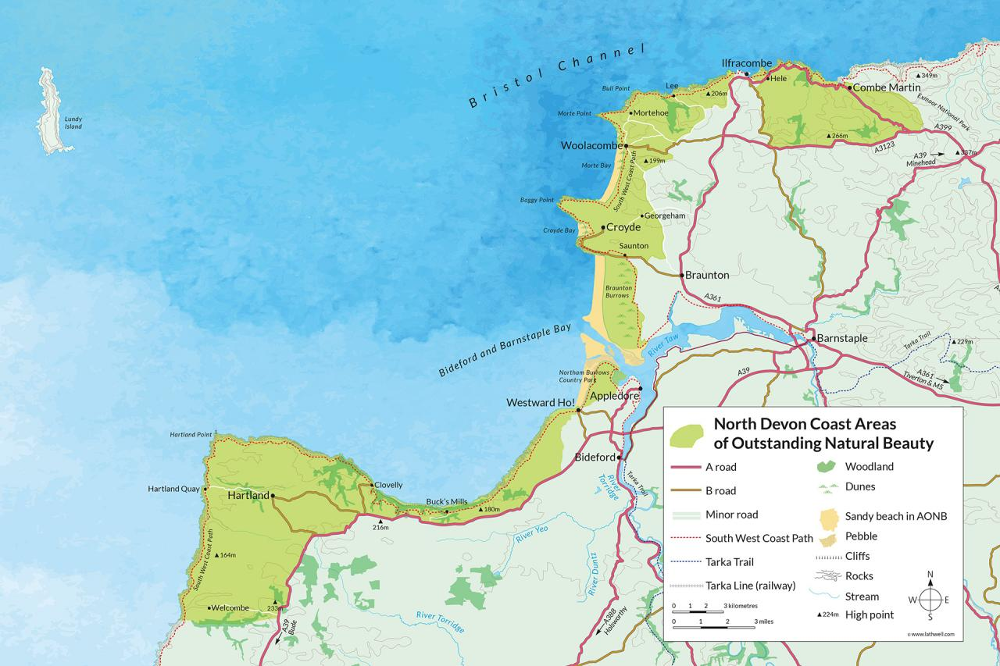 Bristol Channel
Ilfracombe
Hele
Lee
Bull Point
206m
349m
Combe Martin
Exmoor National Park
Morte Point
Mortehoe
Lundy
Island
A399
266m
A3123
Woolacombe
A39
Minehead
337m
199m
Morte Bay
South West Coast Path
Baggy Point
Georgeham
Croyde Bay
Croyde
Saunton
Braunton
Braunton
Burrows
A361
Bideford and Barnstaple Bay
River Taw
Barnstaple
Tarka Trail
229m
Northam Burrows
Country Park
A39
A361
Tiverton & M5
Appledore
Westward Ho!
Hartland Point
Bideford
River
Torridge
Tarka Trail
Hartland Quay
Hartland
Clovelly
Buck's Mills
180m
216m
River Yeo
River Duntz
South West Coast Path
164m
Welcombe
233m
A39
Bude
River Torridge
A388
Holsworthy
North Devon Coast Areas
of Outstanding Natural Beauty
A road
B road
Minor road
South West Coast Path
Tarka Trail
Tarka Line (railway)
0 1 2 3 kilometres
0 1 2 3 miles
Woodland
Dunes
Sandy beach in AONB
Pebble
Cliffs
Rocks
Stream
224m High point
N
W E
S
© www.lathwell.com